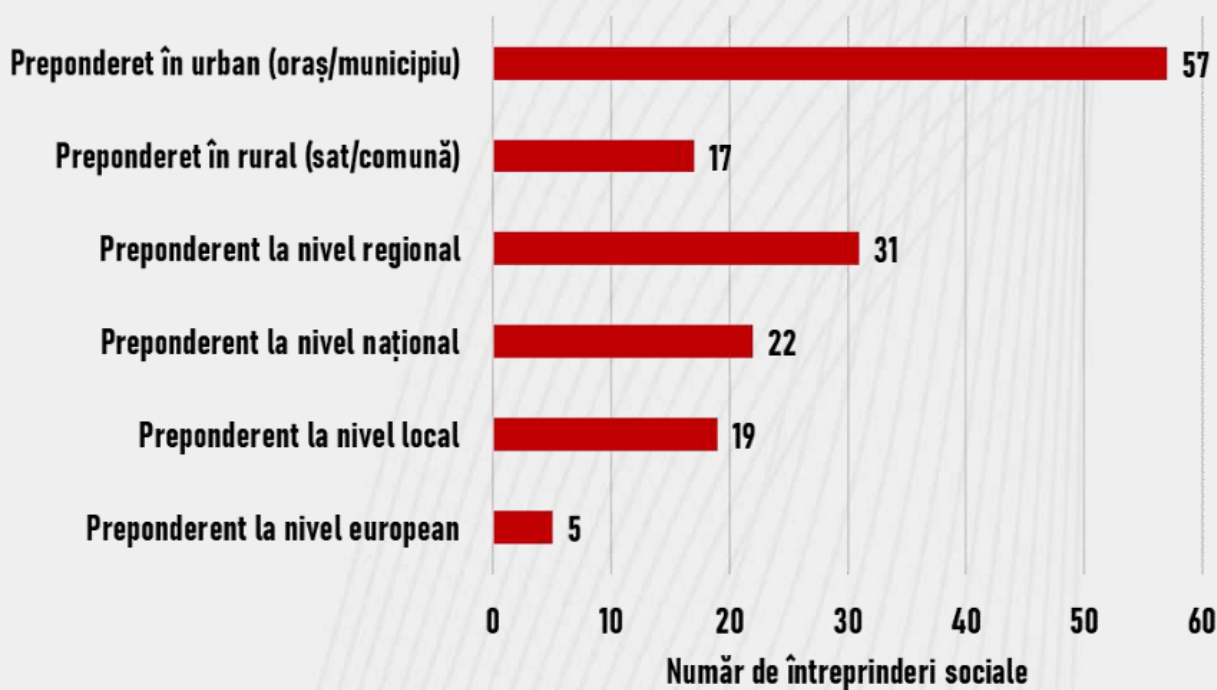 Preponderet în urban (oraș/municipiu) 57
Preponderet în rural (sat/comună) 17
Preponderent la nivel regional 31
Preponderent la nivel național 22
Preponderent la nivel local 19
Preponderent la nivel european 5
0 10 20 30 40 50 60
Număr de întreprinderi sociale